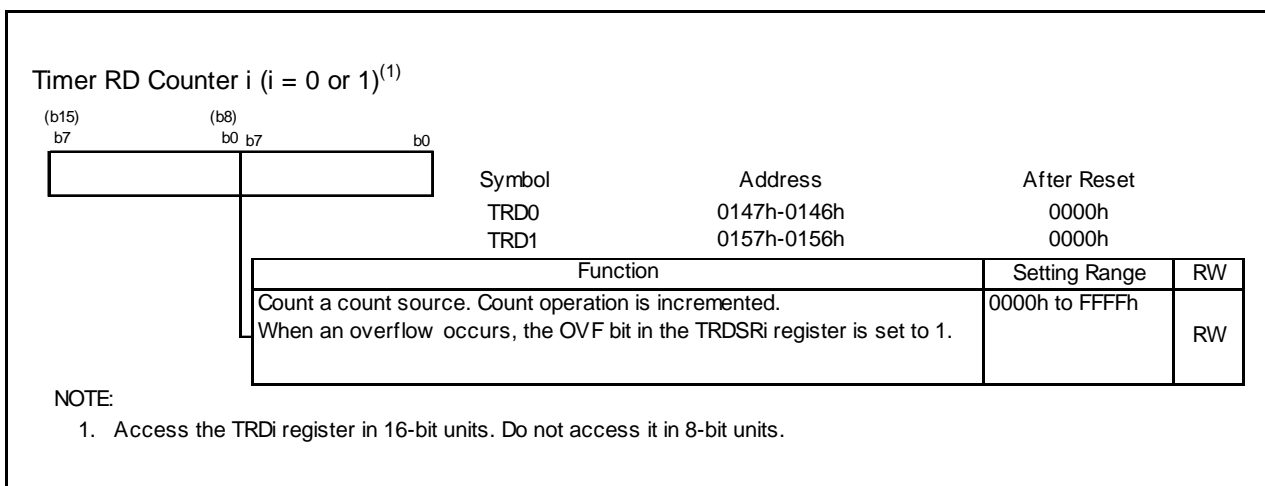 Timer RD Counter i (i = 0 or 1)(1)
(b15) (b8)
b7 b0 b7 b0
Symbol Address After Reset
TRD0 0147h-0146h 0000h
TRD1 0157h-0156h 0000h
Function Setting Range RW
Count a count source. Count operation is incremented. 0000h to FFFFh
When an overflow occurs, the OVF bit in the TRDSRi register is set to 1. RW
NOTE:
1. Access the TRDi register in 16-bit units. Do not access it in 8-bit units.